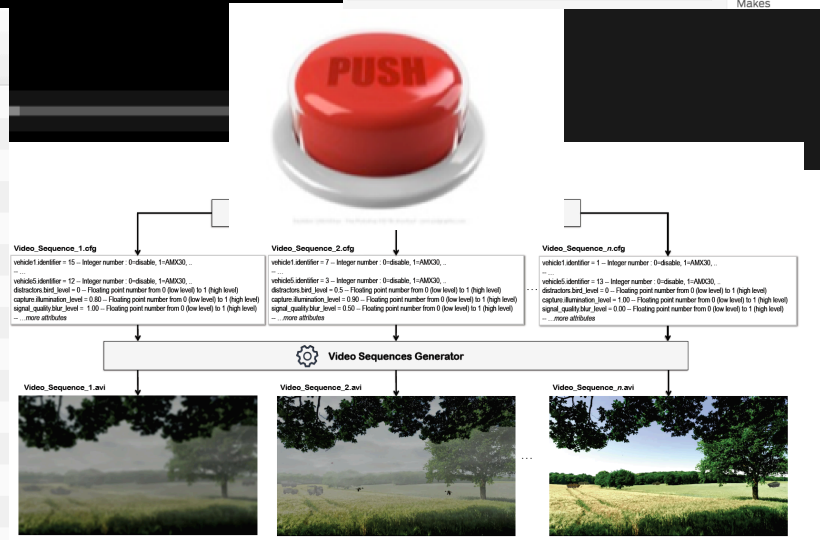 Makes
PUSH
Video_Sequence_1.cfg
vehicle1.identifier = 15 -- Integer number : 0=disable, 1=AMX30, ..
-- ...
vehicle5.identifier = 12 -- Integer number : 0=disable, 1=AMX30, ..
distractors.bird_level = 0 -- Floating point number from 0 (low level) to 1 (high level)
capture.illumination_level = 0.80 -- Floating point number from 0 (low level) to 1 (high level)
signal_quality.blur_level = 1.00 -- Floating point number from 0 (low level) to 1 (high level)
-- ...more attributes
Video_Sequence_2.cfg
vehicle1.identifier = 7 -- Integer number : 0=disable, 1=AMX30, ..
-- ...
vehicle5.identifier = 3 -- Integer number : 0=disable, 1=AMX30, ..
distractors.bird_level = 0.5 -- Floating point number from 0 (low level) to 1 (high level)
capture.illumination_level = 0.90 -- Floating point number from 0 (low level) to 1 (high level)
signal_quality.blur_level = 0.50 -- Floating point number from 0 (low level) to 1 (high level)
-- ...more attributes
...
Video_Sequence_n.cfg
vehicle1.identifier = 1 -- Integer number : 0=disable, 1=AMX30, ..
-- ...
vehicle5.identifier = 13 -- Integer number : 0=disable, 1=AMX30, ..
distractors.bird_level = 0 -- Floating point number from 0 (low level) to 1 (high level)
capture.illumination_level = 1.00 -- Floating point number from 0 (low level) to 1 (high level)
signal_quality.blur_level = 0.00 -- Floating point number from 0 (low level) to 1 (high level)
-- ...more attributes
Video Sequences Generator
Video_Sequence_1.avi
Video_Sequence_2.avi
...
Video_Sequence_n.avi